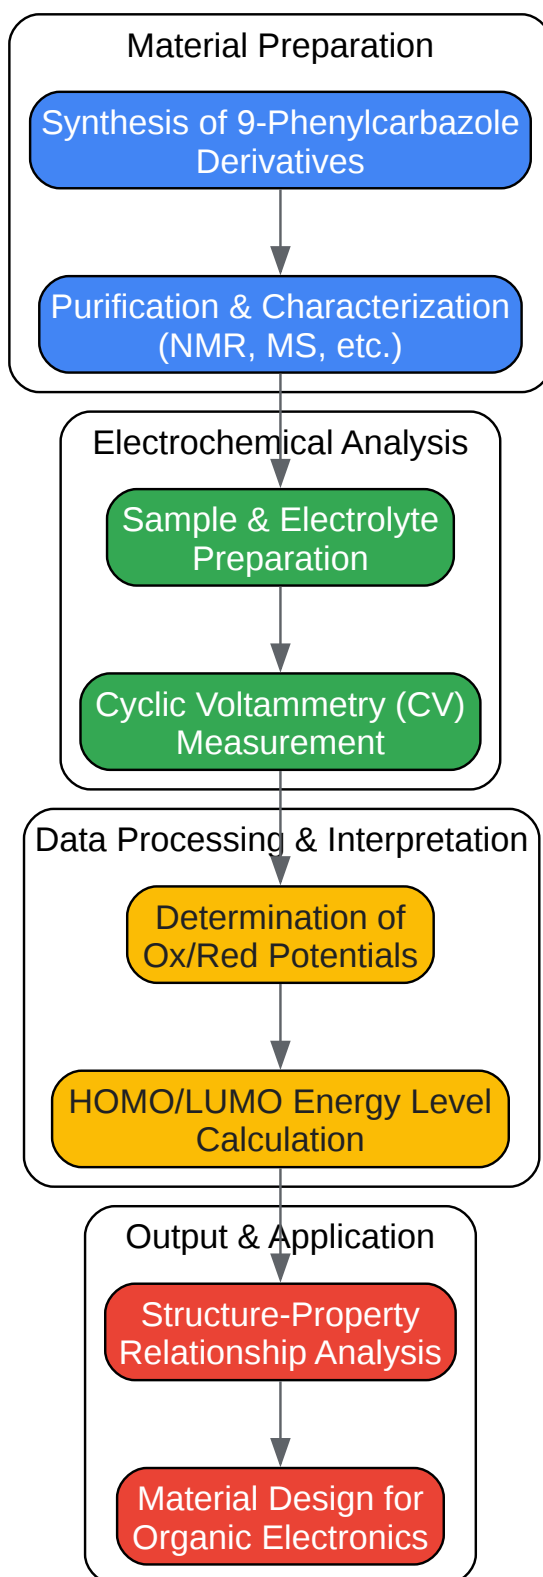 Material Preparation
Synthesis of 9-Phenylcarbazole
Derivatives
Purification & Characterization
(NMR, MS, etc.)
Electrochemical Analysis
Sample & Electrolyte
Preparation
Cyclic Voltammetry (CV)
Measurement
Data Processing & Interpretation
Determination of
Ox/Red Potentials
HOMO/LUMO Energy Level
Calculation
Output & Application
Structure-Property
Relationship Analysis
Material Design for
Organic Electronics